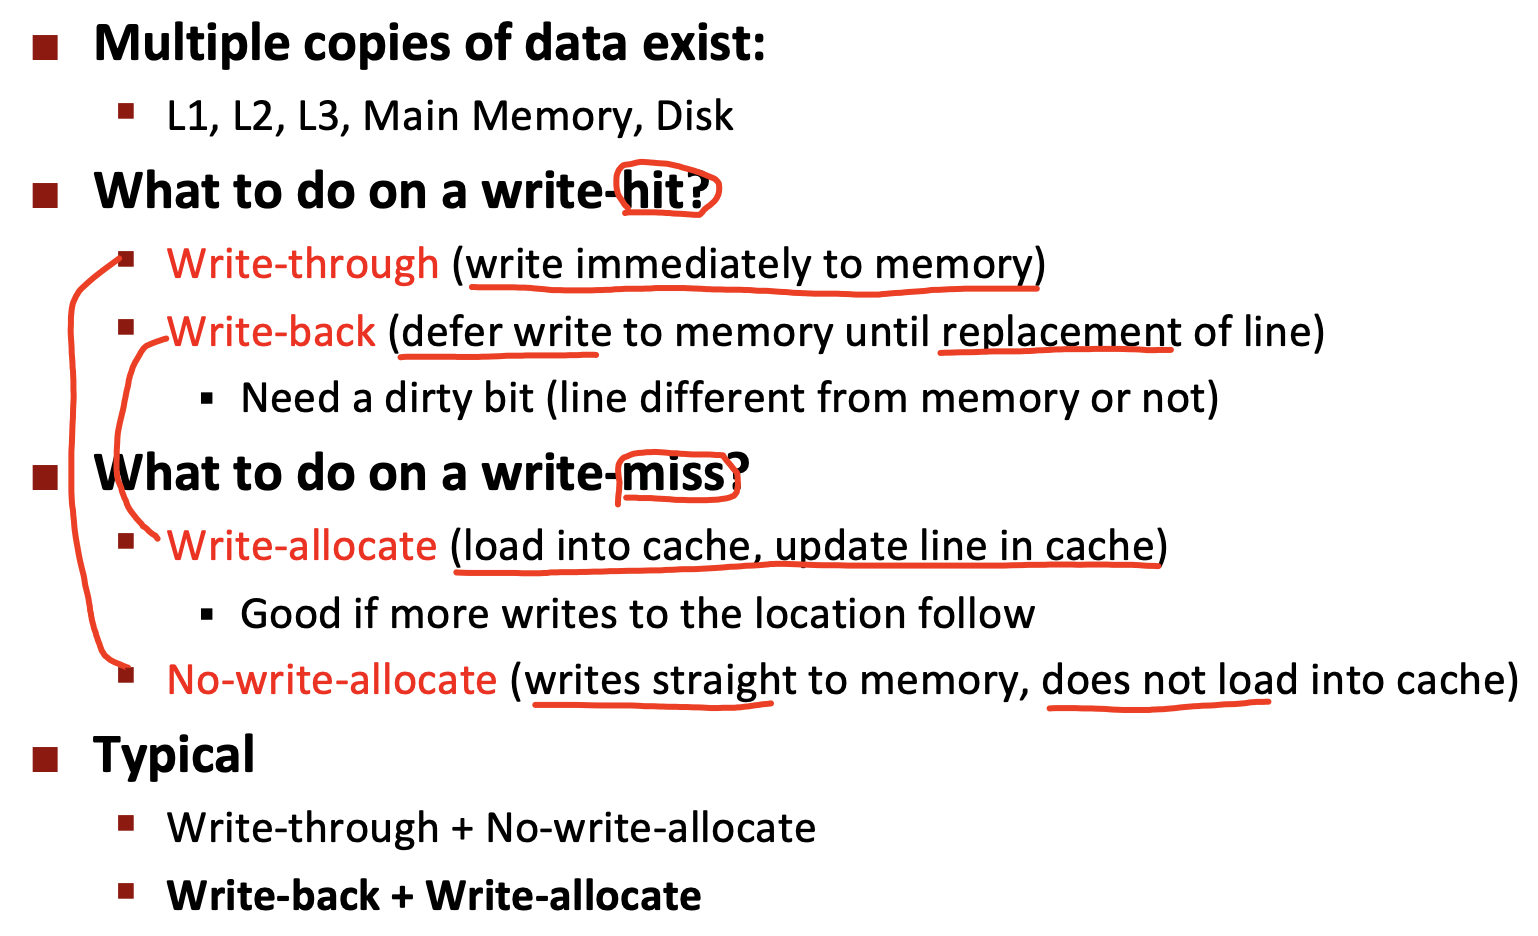 Multiple copies of data exist:
L1, L2, L3, Main Memory, Disk
What to do on a write-hit?
Write-through (write immediately to memory)
Write-back (defer write to memory until replacement of line)
Need a dirty bit (line different from memory or not)
What to do on a write-miss?
Write-allocate (load into cache, update line in cache)
Good if more writes to the location follow
No-write-allocate (writes straight to memory, does not load into cache)
Typical
Write-through + No-write-allocate
Write-back + Write-allocate